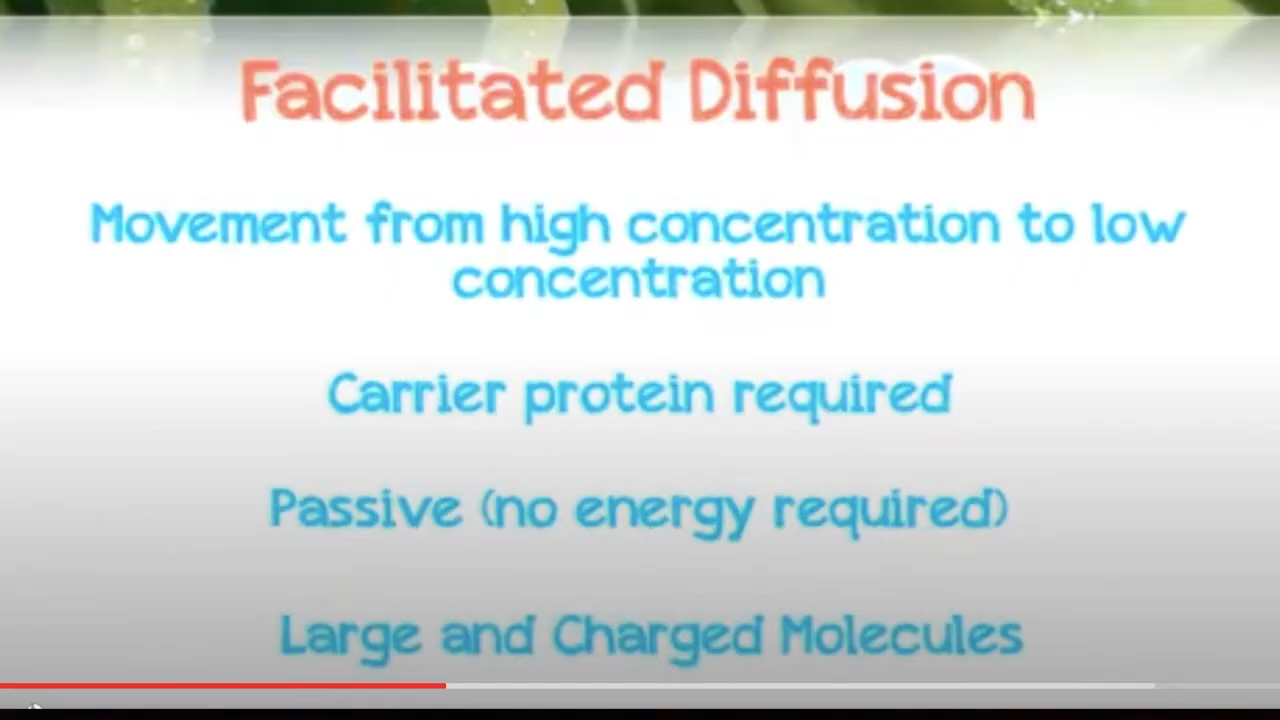 Facilitated Diffusion
Movement from high concentration to low
concentration
Carrier protein required
Passive (no energy required)
Large and Charged Molecules